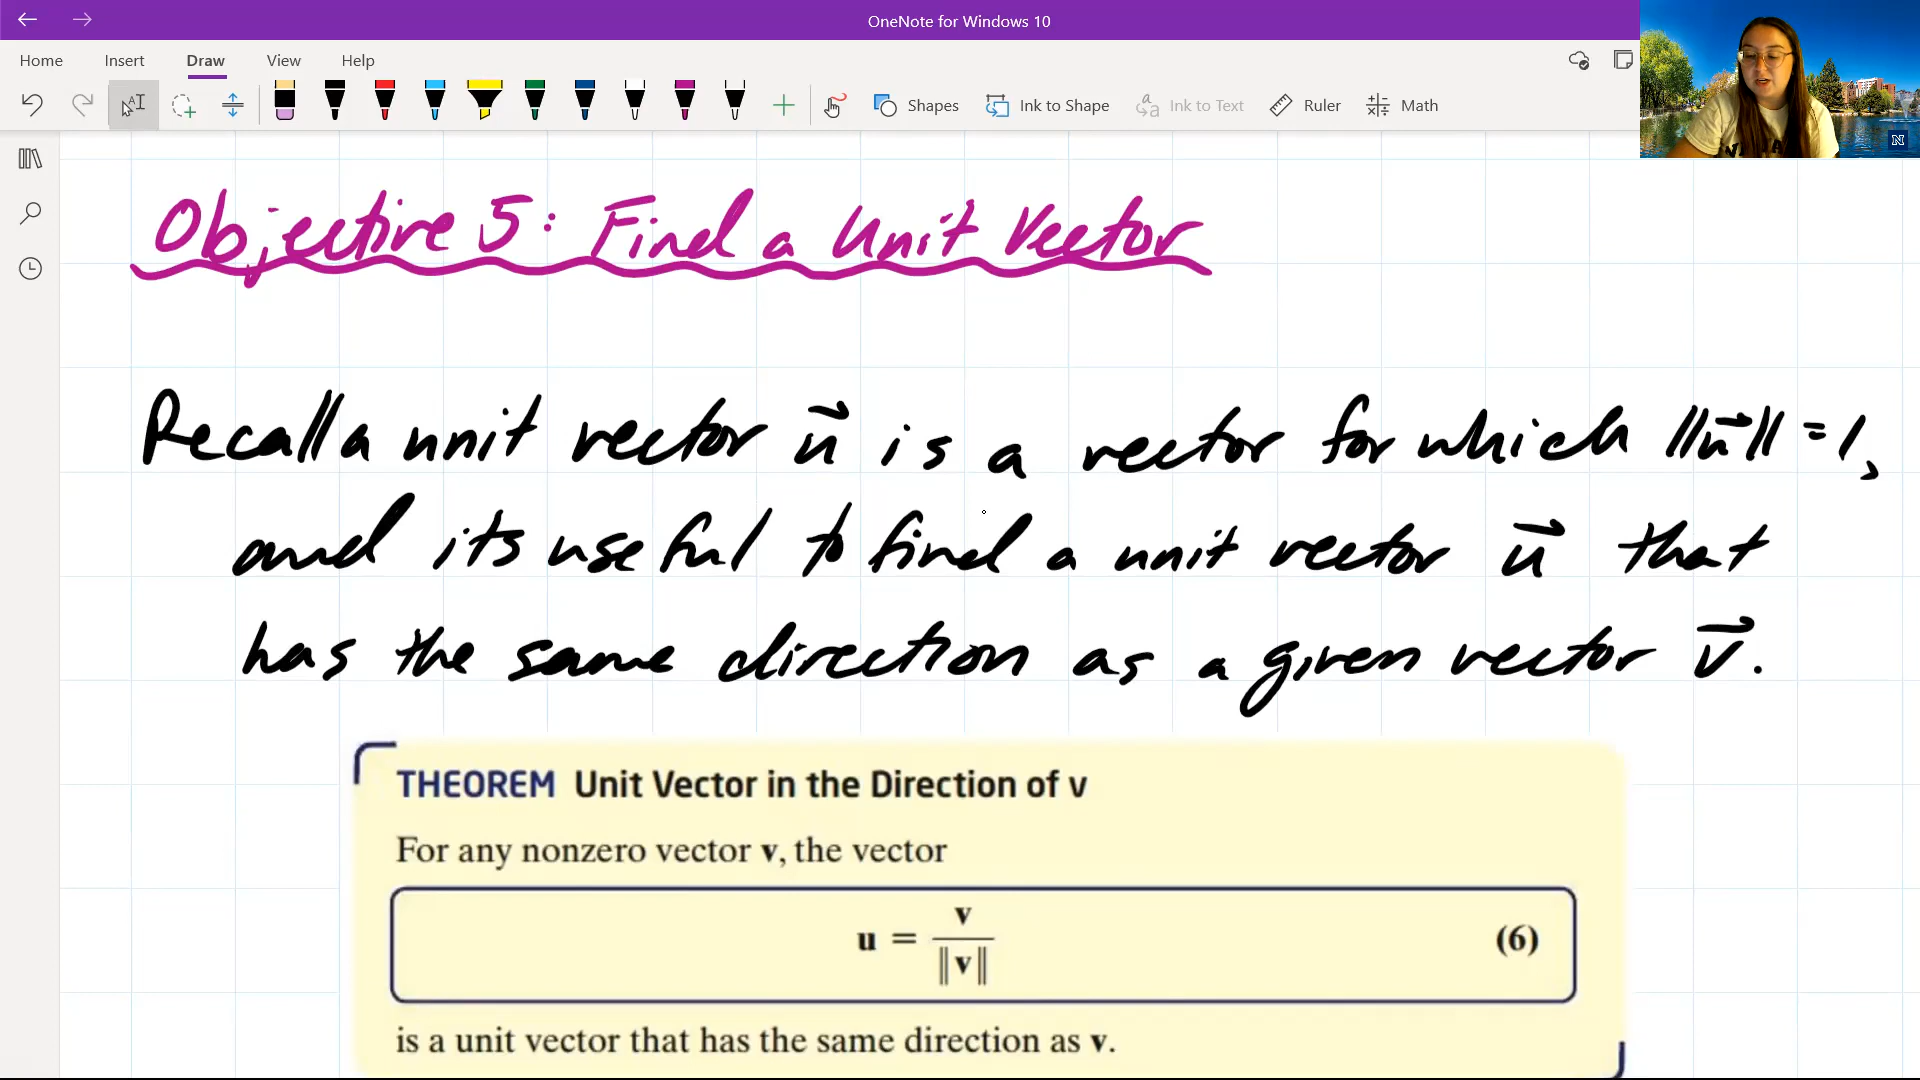 OneNote for Windows 10
Home Insert Draw View Help
Shapes Ink to Shape Ink to Text Ruler Math
N
Objective 5: Find a Unit Vector
Recall a unit vector u⃗ is a vector for which ||u⃗|| = 1,
and its useful to find a unit vector u⃗ that
has the same direction as a given vector v⃗.
THEOREM Unit Vector in the Direction of v
For any nonzero vector v, the vector
u = v / ‖v‖ (6)
is a unit vector that has the same direction as v.